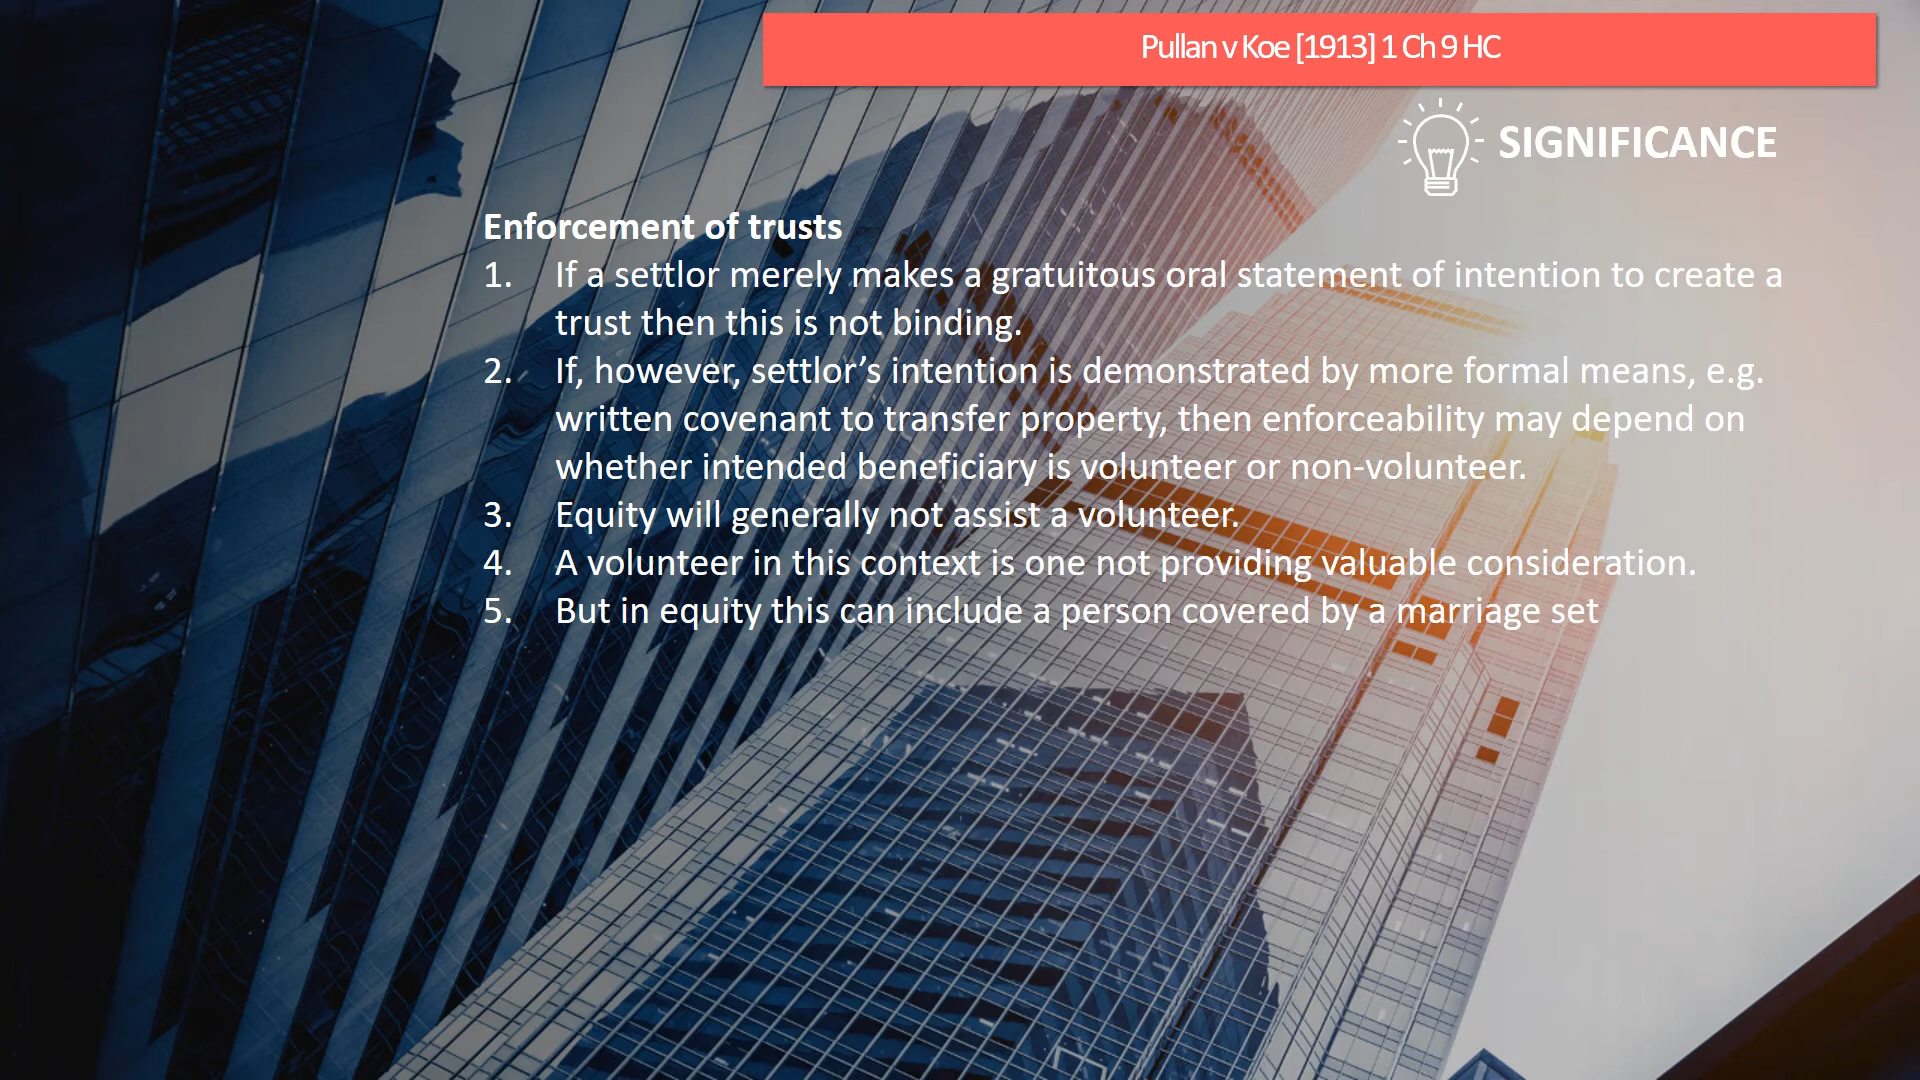 Pullan v Koe [1913] 1 Ch 9 HC
SIGNIFICANCE
Enforcement of trusts
1. If a settlor merely makes a gratuitous oral statement of intention to create a
trust then this is not binding.
2. If, however, settlor’s intention is demonstrated by more formal means, e.g.
written covenant to transfer property, then enforceability may depend on
whether intended beneficiary is volunteer or non-volunteer.
3. Equity will generally not assist a volunteer.
4. A volunteer in this context is one not providing valuable consideration.
5. But in equity this can include a person covered by a marriage set